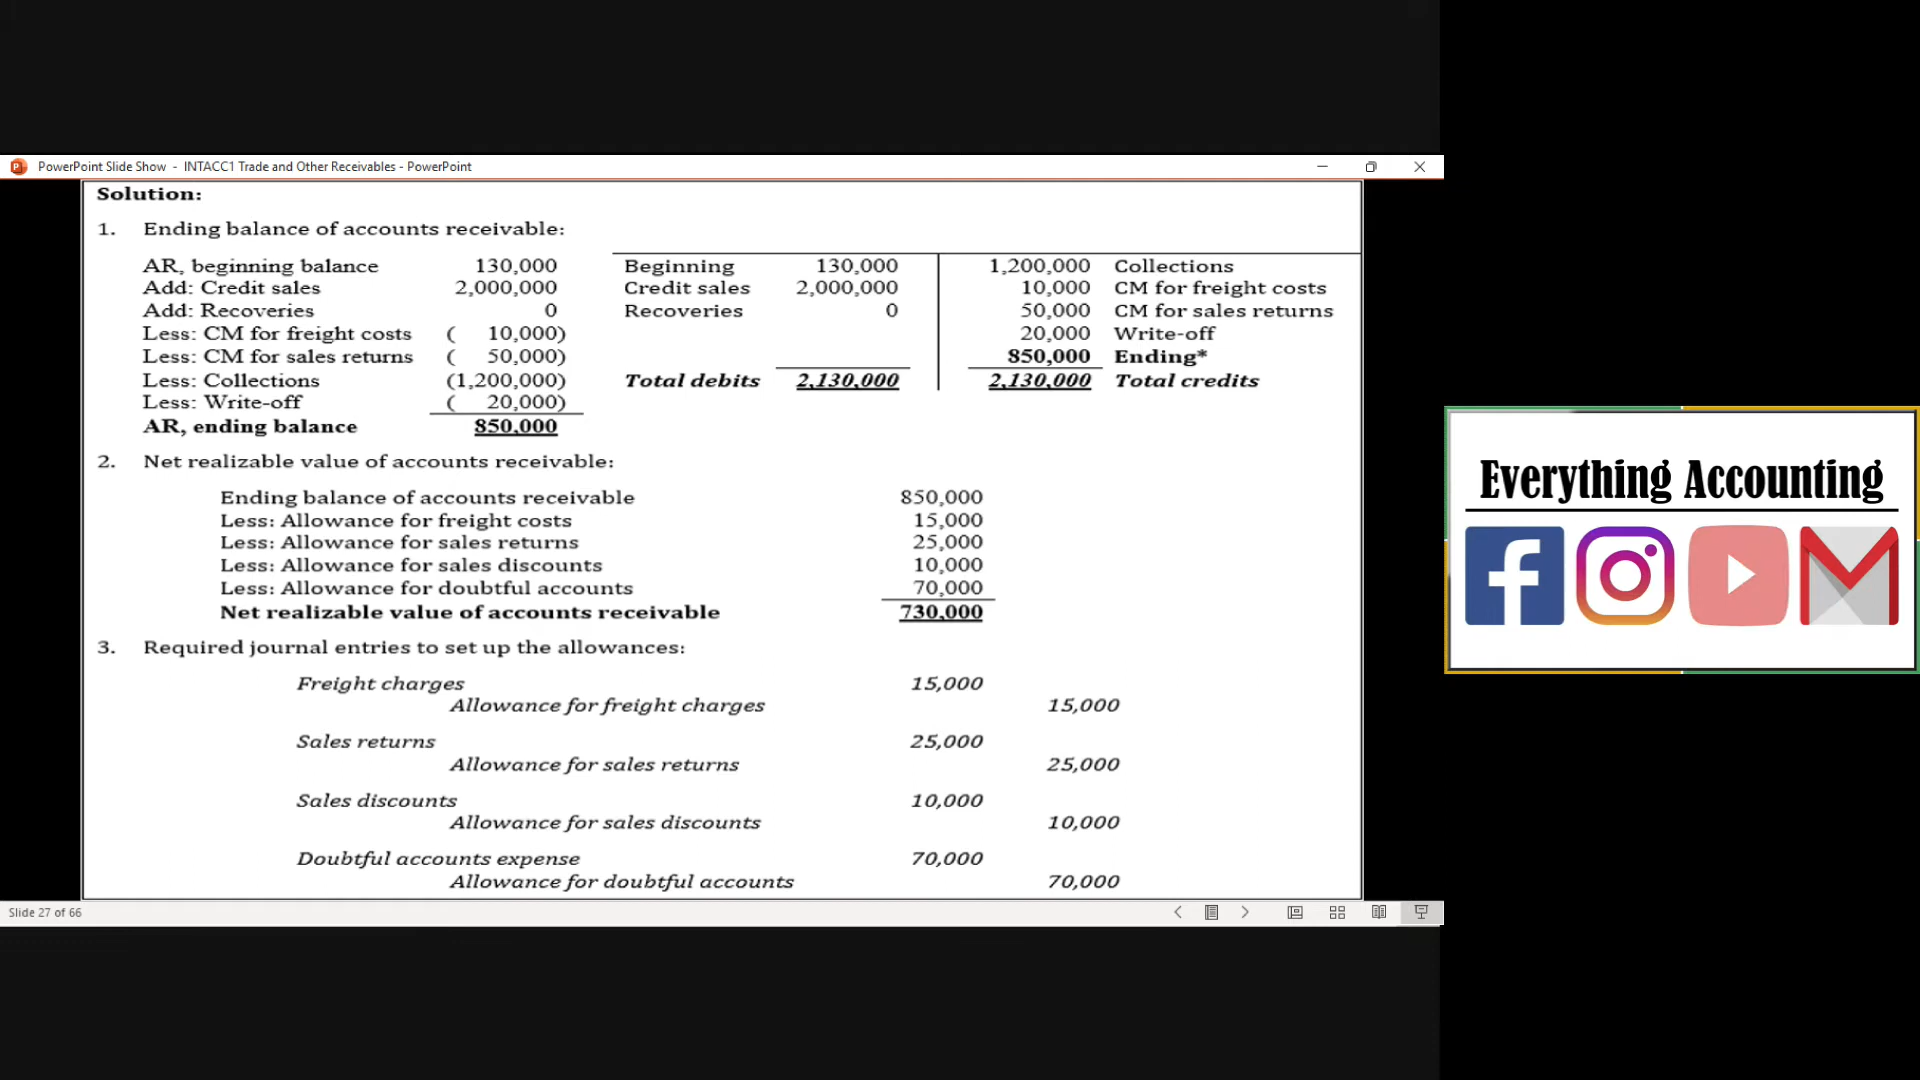 PowerPoint Slide Show - INTACC1 Trade and Other Receivables - PowerPoint
Solution:
1. Ending balance of accounts receivable:
AR, beginning balance 130,000 Beginning 130,000 1,200,000 Collections
Add: Credit sales 2,000,000 Credit sales 2,000,000 10,000 CM for freight costs
Add: Recoveries 0 Recoveries 0 50,000 CM for sales returns
Less: CM for freight costs ( 10,000) 20,000 Write-off
Less: CM for sales returns ( 50,000) 850,000 Ending*
Less: Collections (1,200,000) Total debits 2,130,000 2,130,000 Total credits
Less: Write-off ( 20,000)
AR, ending balance 850,000
2. Net realizable value of accounts receivable:
Ending balance of accounts receivable 850,000
Less: Allowance for freight costs 15,000
Less: Allowance for sales returns 25,000
Less: Allowance for sales discounts 10,000
Less: Allowance for doubtful accounts 70,000
Net realizable value of accounts receivable 730,000
3. Required journal entries to set up the allowances:
Freight charges 15,000
Allowance for freight charges 15,000
Sales returns 25,000
Allowance for sales returns 25,000
Sales discounts 10,000
Allowance for sales discounts 10,000
Doubtful accounts expense 70,000
Allowance for doubtful accounts 70,000
Slide 27 of 66
Everything Accounting